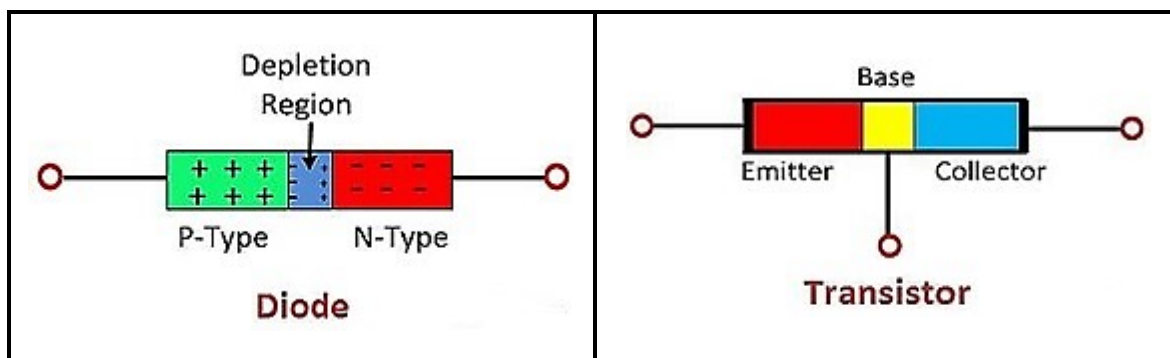 Depletion
Region
P-Type
N-Type
Diode
Base
Emitter
Collector
Transistor